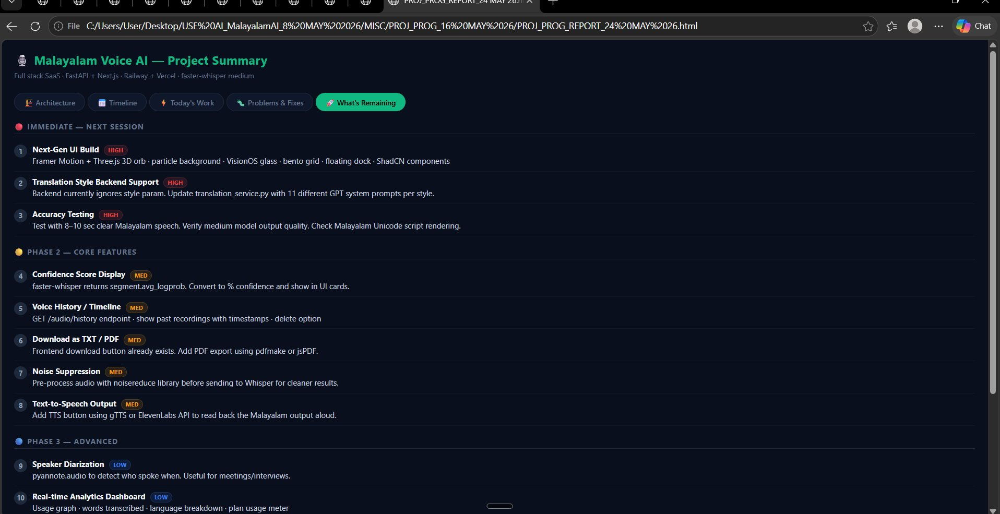 PROJ_PROG_REPORT_24 MAY 26.h
File C:/Users/User/Desktop/USE%20AI_MalayalamAI_8%20MAY%202026/MISC/PROJ_PROG_16%20MAY%2026/PROJ_PROG_REPORT_24%20MAY%2026.html
Chat
Malayalam Voice AI — Project Summary
Full stack SaaS · FastAPI + Next.js · Railway + Vercel · faster-whisper medium
Architecture Timeline Today's Work Problems & Fixes What's Remaining
IMMEDIATE — NEXT SESSION
1 Next-Gen UI Build HIGH
Framer Motion + Three.js 3D orb · particle background · VisionOS glass · bento grid · floating dock · ShadCN components
2 Translation Style Backend Support HIGH
Backend currently ignores style param. Update translation_service.py with 11 different GPT system prompts per style.
3 Accuracy Testing HIGH
Test with 8–10 sec clear Malayalam speech. Verify medium model output quality. Check Malayalam Unicode script rendering.
PHASE 2 — CORE FEATURES
4 Confidence Score Display MED
faster-whisper returns segment.avg_logprob. Convert to % confidence and show in UI cards.
5 Voice History / Timeline MED
GET /audio/history endpoint · show past recordings with timestamps · delete option
6 Download as TXT / PDF MED
Frontend download button already exists. Add PDF export using pdfmake or jsPDF.
7 Noise Suppression MED
Pre-process audio with noisereduce library before sending to Whisper for cleaner results.
8 Text-to-Speech Output MED
Add TTS button using gTTS or ElevenLabs API to read back the Malayalam output aloud.
PHASE 3 — ADVANCED
9 Speaker Diarization LOW
pyannote.audio to detect who spoke when. Useful for meetings/interviews.
10 Real-time Analytics Dashboard LOW
Usage graph · words transcribed · language breakdown · plan usage meter